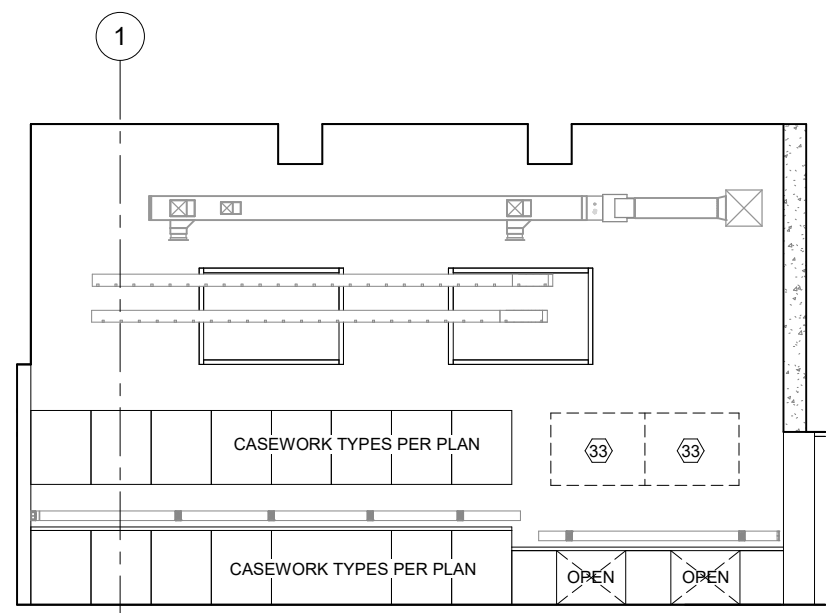 1
CASEWORK TYPES PER PLAN
33 33
CASEWORK TYPES PER PLAN
OPEN OPEN